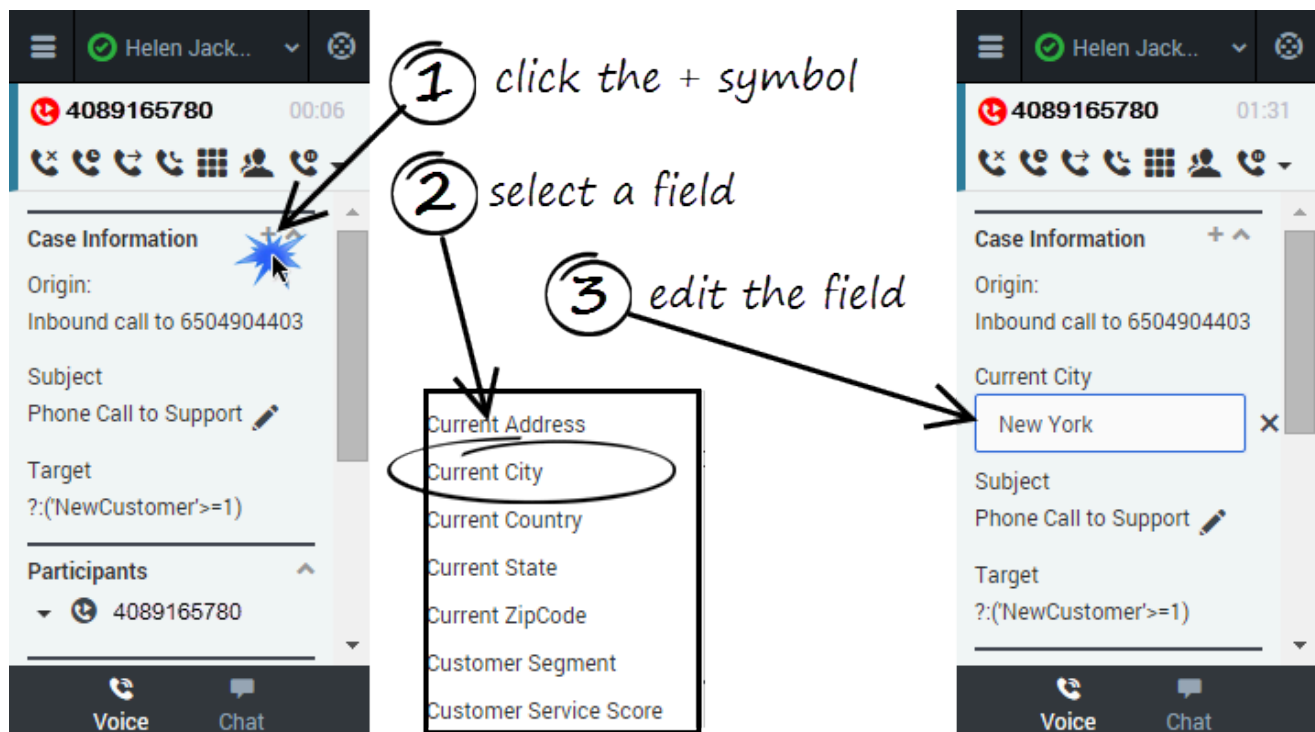 Helen Jack...
4089165780 00:06
Case Information +
Origin:
Inbound call to 6504904403
Subject
Phone Call to Support
Target
?:('NewCustomer'>=1)
Participants
4089165780
Voice Chat
1 click the + symbol
2 select a field
3 edit the field
Current Address
Current City
Current Country
Current State
Current ZipCode
Customer Segment
Customer Service Score
Helen Jack...
4089165780 01:31
Case Information +
Origin:
Inbound call to 6504904403
Current City
New York
Subject
Phone Call to Support
Target
?:('NewCustomer'>=1)
Voice Chat